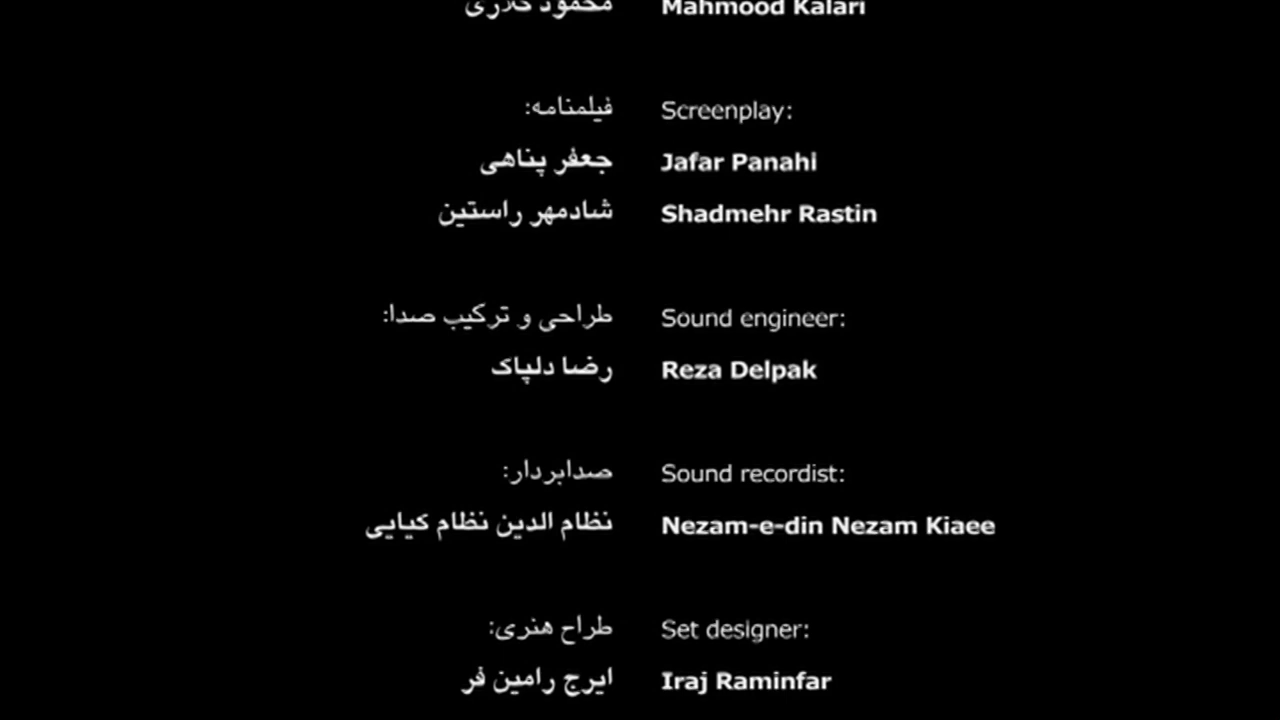 محمود کلاری Mahmood Kalari
فیلمنامه: Screenplay:
جعفر پناهی Jafar Panahi
شادمهر راستین Shadmehr Rastin
طراحی و ترکیب صدا: Sound engineer:
رضا دلپاک Reza Delpak
صدابردار: Sound recordist:
نظام الدین نظام کیایی Nezam-e-din Nezam Kiaee
طراح هنری: Set designer:
ایرج رامین فر Iraj Raminfar